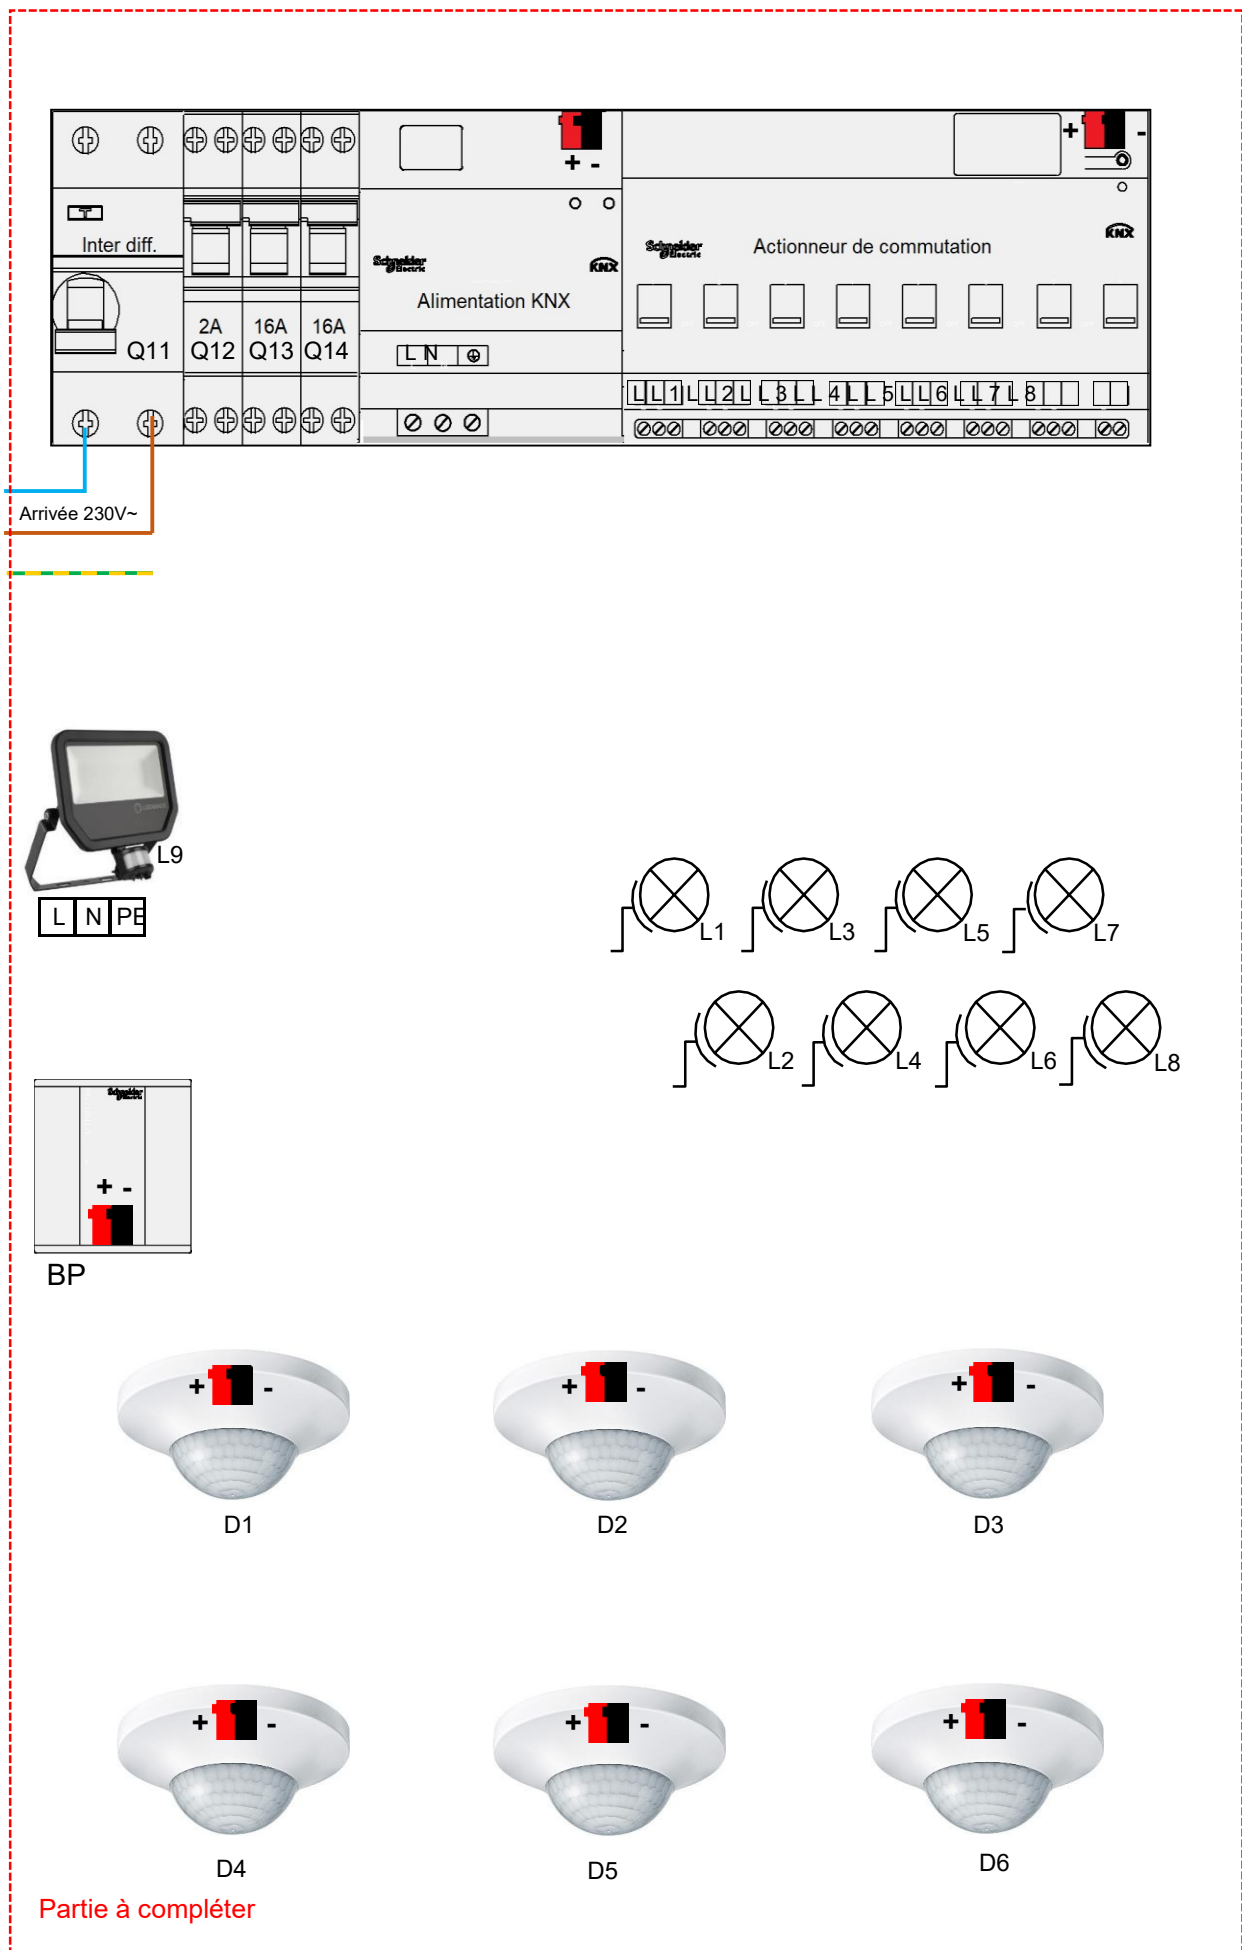 + -
+ -
Inter diff.
Schneider Electric
KNX
Schneider Electric
Actionneur de commutation
KNX
Alimentation KNX
Q11
2A
Q12
16A
Q13
16A
Q14
L N
L L 1 L L 2 L L 3 L L 4 L L 5 L L 6 L L 7 L 8
Arrivée 230V~
L9
L N PE
L1 L3 L5 L7
L2 L4 L6 L8
Schneider Electric
+ -
BP
+ -
+ -
+ -
D1
D2
D3
+ -
+ -
+ -
D4
D5
D6
Partie à compléter